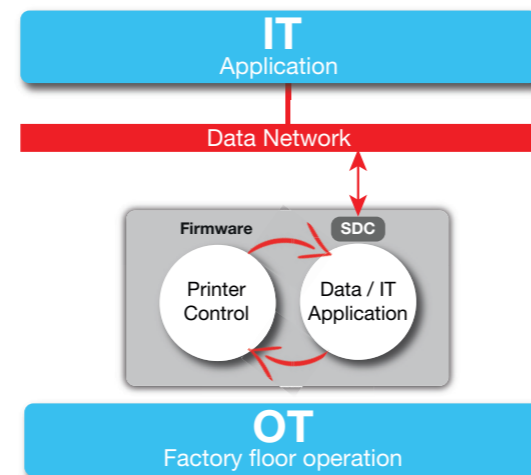 IT
Application
Data Network
Firmware
SDC
Printer
Control
Data / IT
Application
OT
Factory floor operation